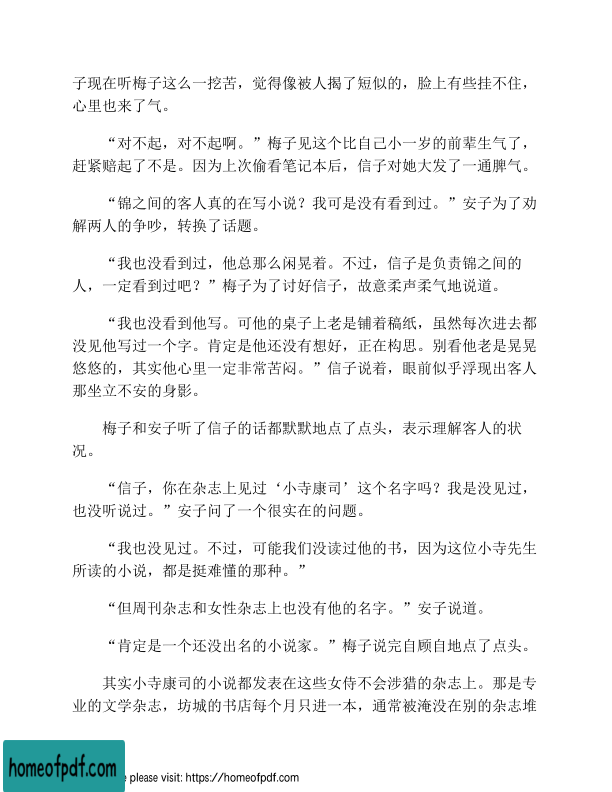 子现在听梅子这么一挖苦，觉得像被人揭了短似的，脸上有些挂不住，
心里也来了气。
“对不起，对不起啊。”梅子见这个比自己小一岁的前辈生气了，
赶紧赔起了不是。因为上次偷看笔记本后，信子对她大发了一通脾气。
“锦之间的客人真的在写小说？我可是没有看到过。”安子为了劝
解两人的争吵，转换了话题。
“我也没看到过，他总那么闲晃着。不过，信子是负责锦之间的
人，一定看到过吧？”梅子为了讨好信子，故意柔声柔气地说道。
“我也没看到他写。可他的桌子上老是铺着稿纸，虽然每次进去都
没见他写过一个字。肯定是他还没有想好，正在构思。别看他老是晃晃
悠悠的，其实他心里一定非常苦闷。”信子说着，眼前似乎浮现出客人
那坐立不安的身影。
梅子和安子听了信子的话都默默地点了点头，表示理解客人的状
况。
“信子，你在杂志上见过‘小寺康司’这个名字吗？我是没见过，
也没听说过。”安子问了一个很实在的问题。
“我也没见过。不过，可能我们没读过他的书，因为这位小寺先生
所读的小说，都是挺难懂的那种。”
“但周刊杂志和女性杂志上也没有他的名字。”安子说道。
“肯定是一个还没出名的小说家。”梅子说完自顾自地点了点头。
其实小寺康司的小说都发表在这些女侍不会涉猎的杂志上。那是专
业的文学杂志，坊城的书店每个月只进一本，通常被淹没在别的杂志堆
homeofpdf.com
e please visit: https://homeofpdf.com